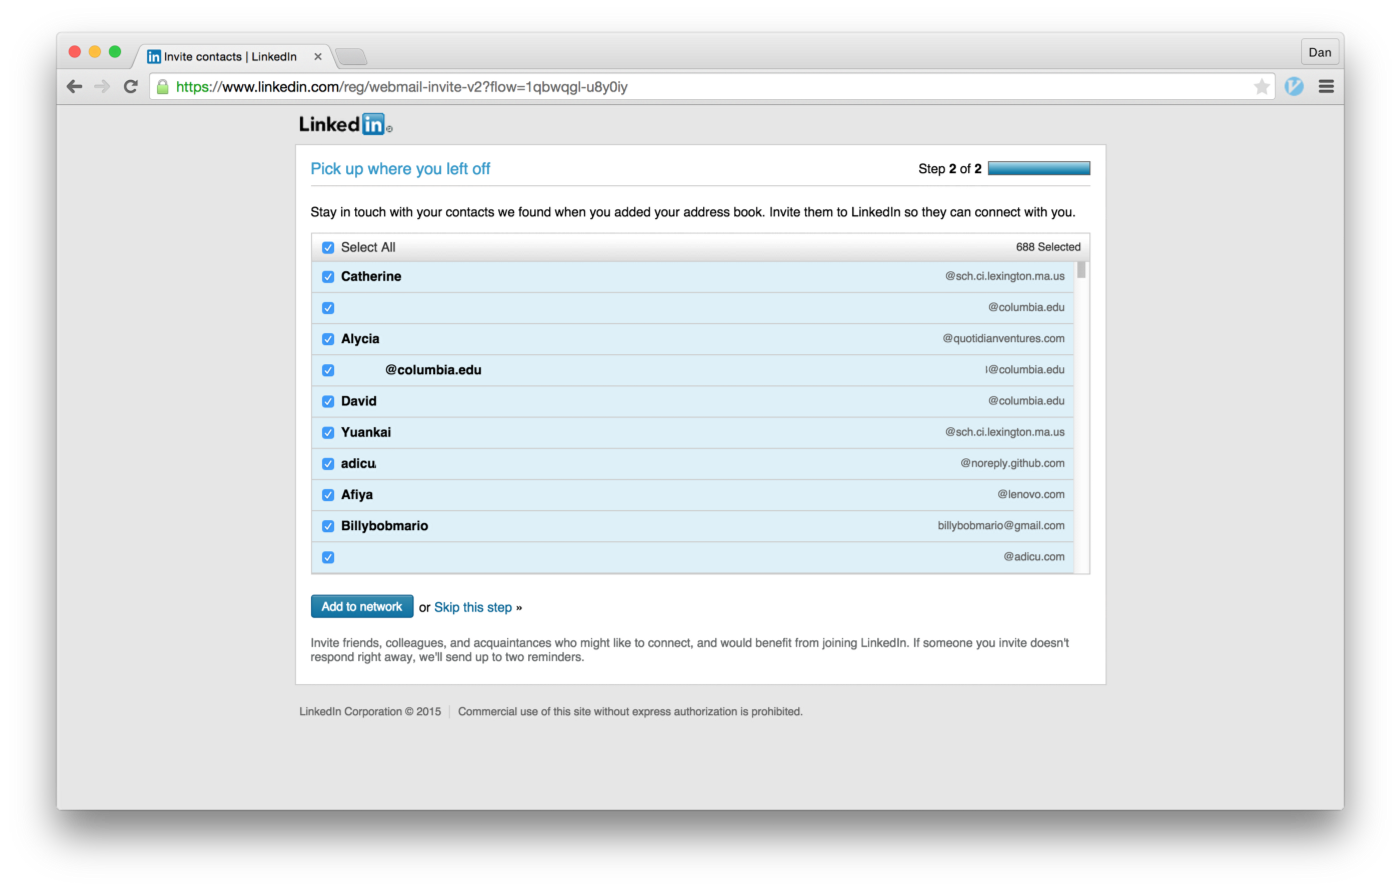 Invite contacts | LinkedIn
Dan
https://www.linkedin.com/reg/webmail-invite-v2?flow=1qbwqgl-u8y0iy
Linked in
Pick up where you left off Step 2 of 2
Stay in touch with your contacts we found when you added your address book. Invite them to LinkedIn so they can connect with you.
Select All 688 Selected
Catherine @sch.ci.lexington.ma.us
@columbia.edu
Alycia @quotidianventures.com
@columbia.edu l@columbia.edu
David @columbia.edu
Yuankai @sch.ci.lexington.ma.us
adicu @noreply.github.com
Afiya @lenovo.com
Billybobmario billybobmario@gmail.com
@adicu.com
Add to network or Skip this step »
Invite friends, colleagues, and acquaintances who might like to connect, and would benefit from joining LinkedIn. If someone you invite doesn't
respond right away, we'll send up to two reminders.
LinkedIn Corporation © 2015 Commercial use of this site without express authorization is prohibited.